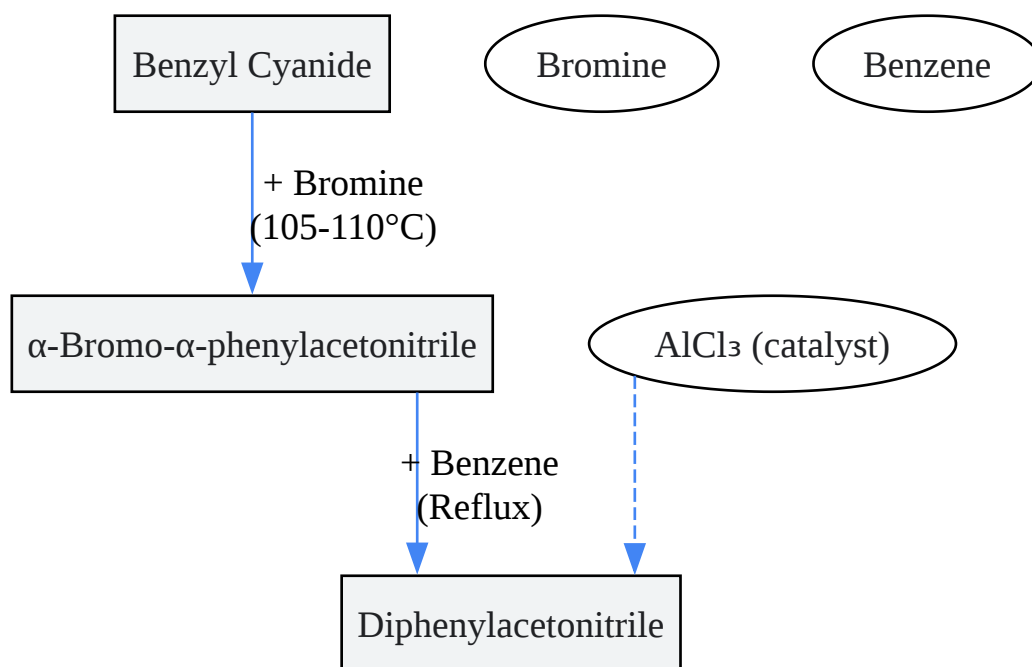 Benzyl Cyanide
Bromine
Benzene
+ Bromine
(105-110°C)
α-Bromo-α-phenylacetonitrile
AlCl₃ (catalyst)
+ Benzene
(Reflux)
Diphenylacetonitrile